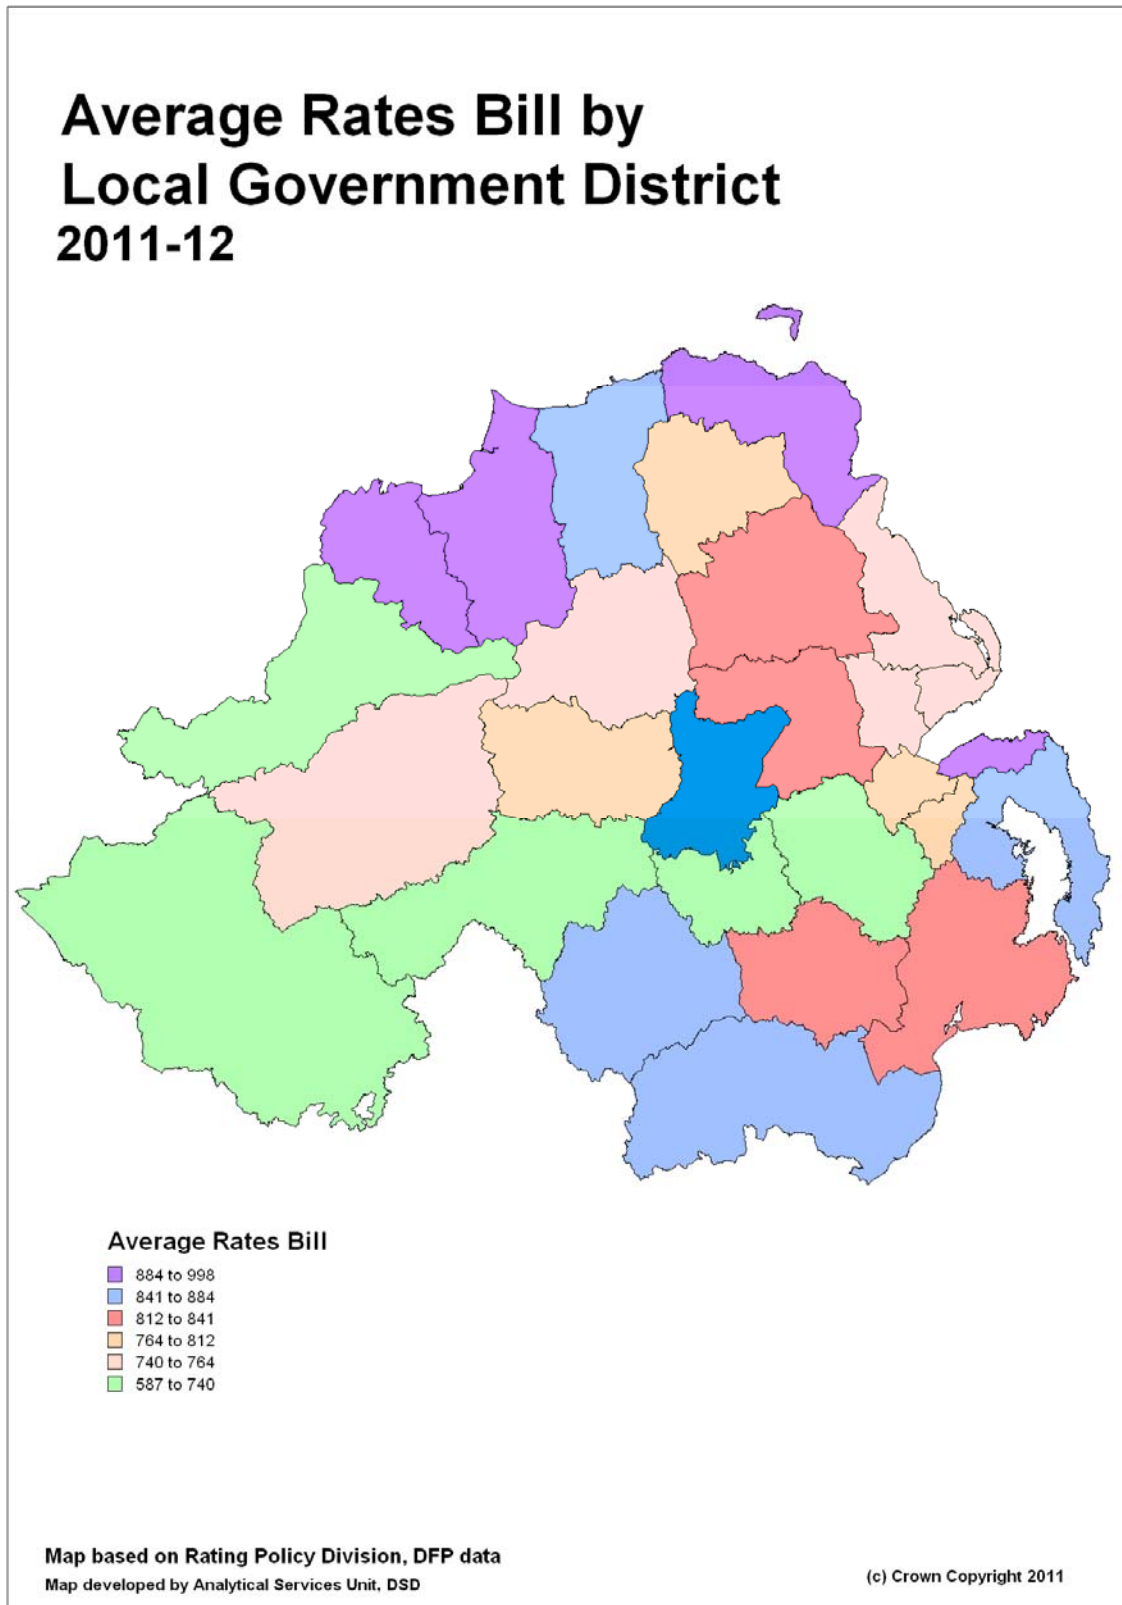 Average Rates Bill by
Local Government District
2011-12
Average Rates Bill
884 to 998
841 to 884
812 to 841
764 to 812
740 to 764
587 to 740
Map based on Rating Policy Division, DFP data
Map developed by Analytical Services Unit, DSD
(c) Crown Copyright 2011